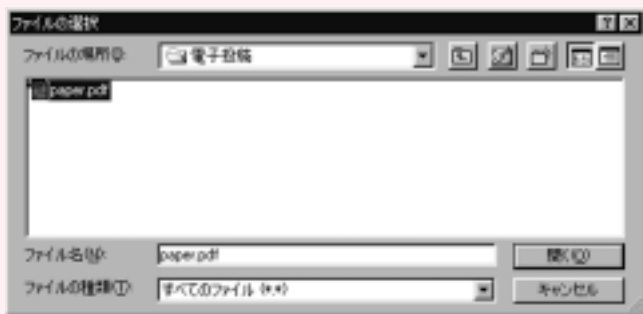 ファイルの選択
ファイルの場所(I):
電子投稿
paper.pdf
ファイル名(N):
paper.pdf
開く(O)
ファイルの種類(T):
すべてのファイル (*.*)
キャンセル